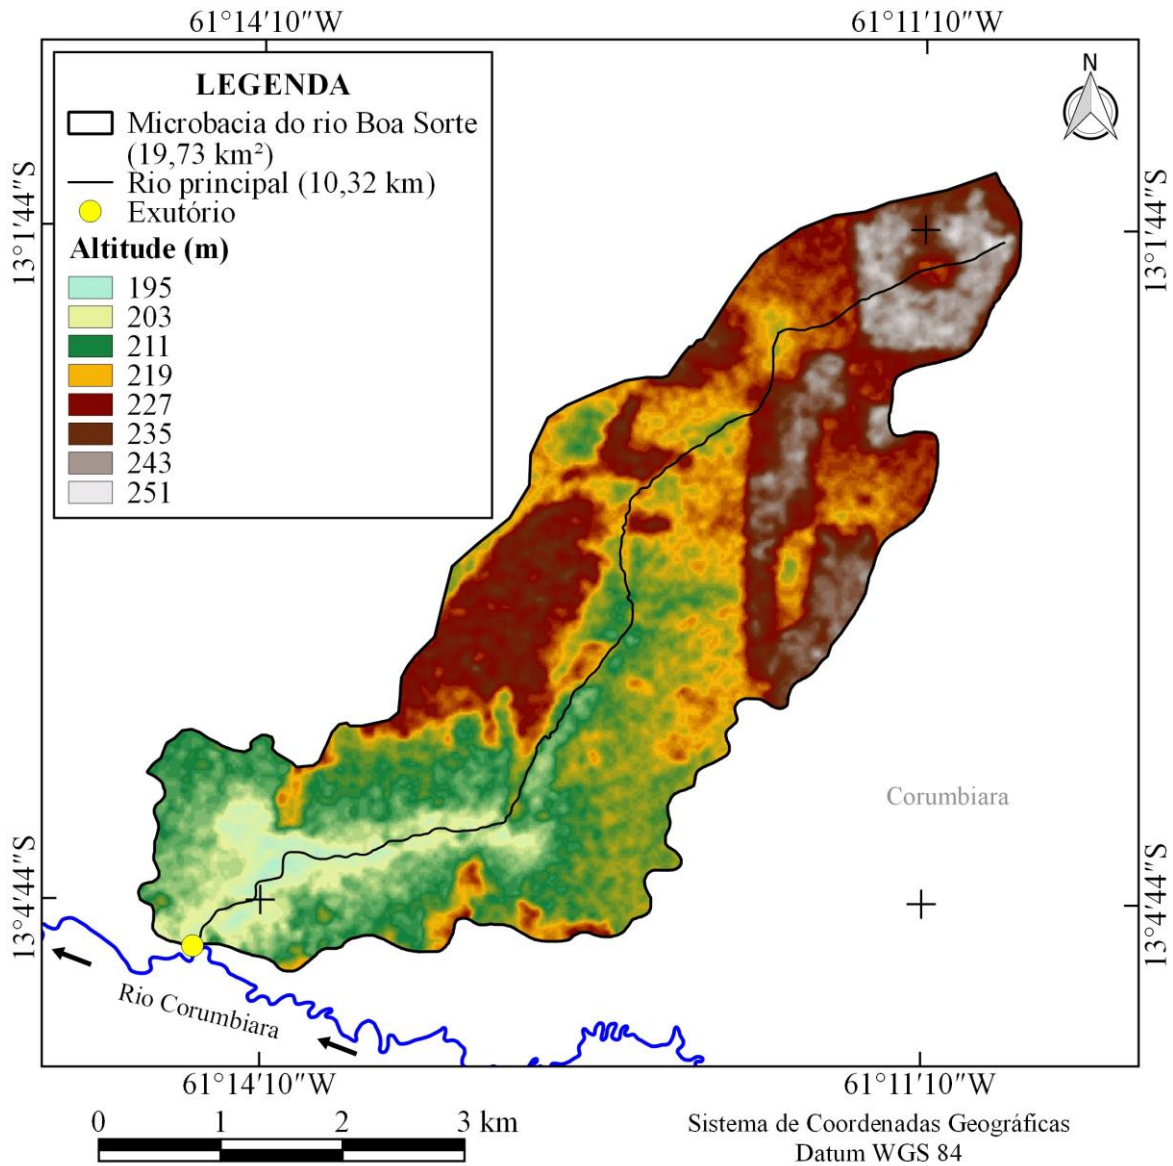 61°14'10"W
61°11'10"W
LEGENDA
Microbacia do rio Boa Sorte
(19,73 km²)
Rio principal (10,32 km)
Exutório
Altitude (m)
195
203
211
219
227
235
243
251
N
13°1'44"S
13°1'44"S
Corumbiara
13°4'44"S
13°4'44"S
Rio Corumbiara
61°14'10"W
61°11'10"W
0 1 2 3 km
Sistema de Coordenadas Geográficas
Datum WGS 84